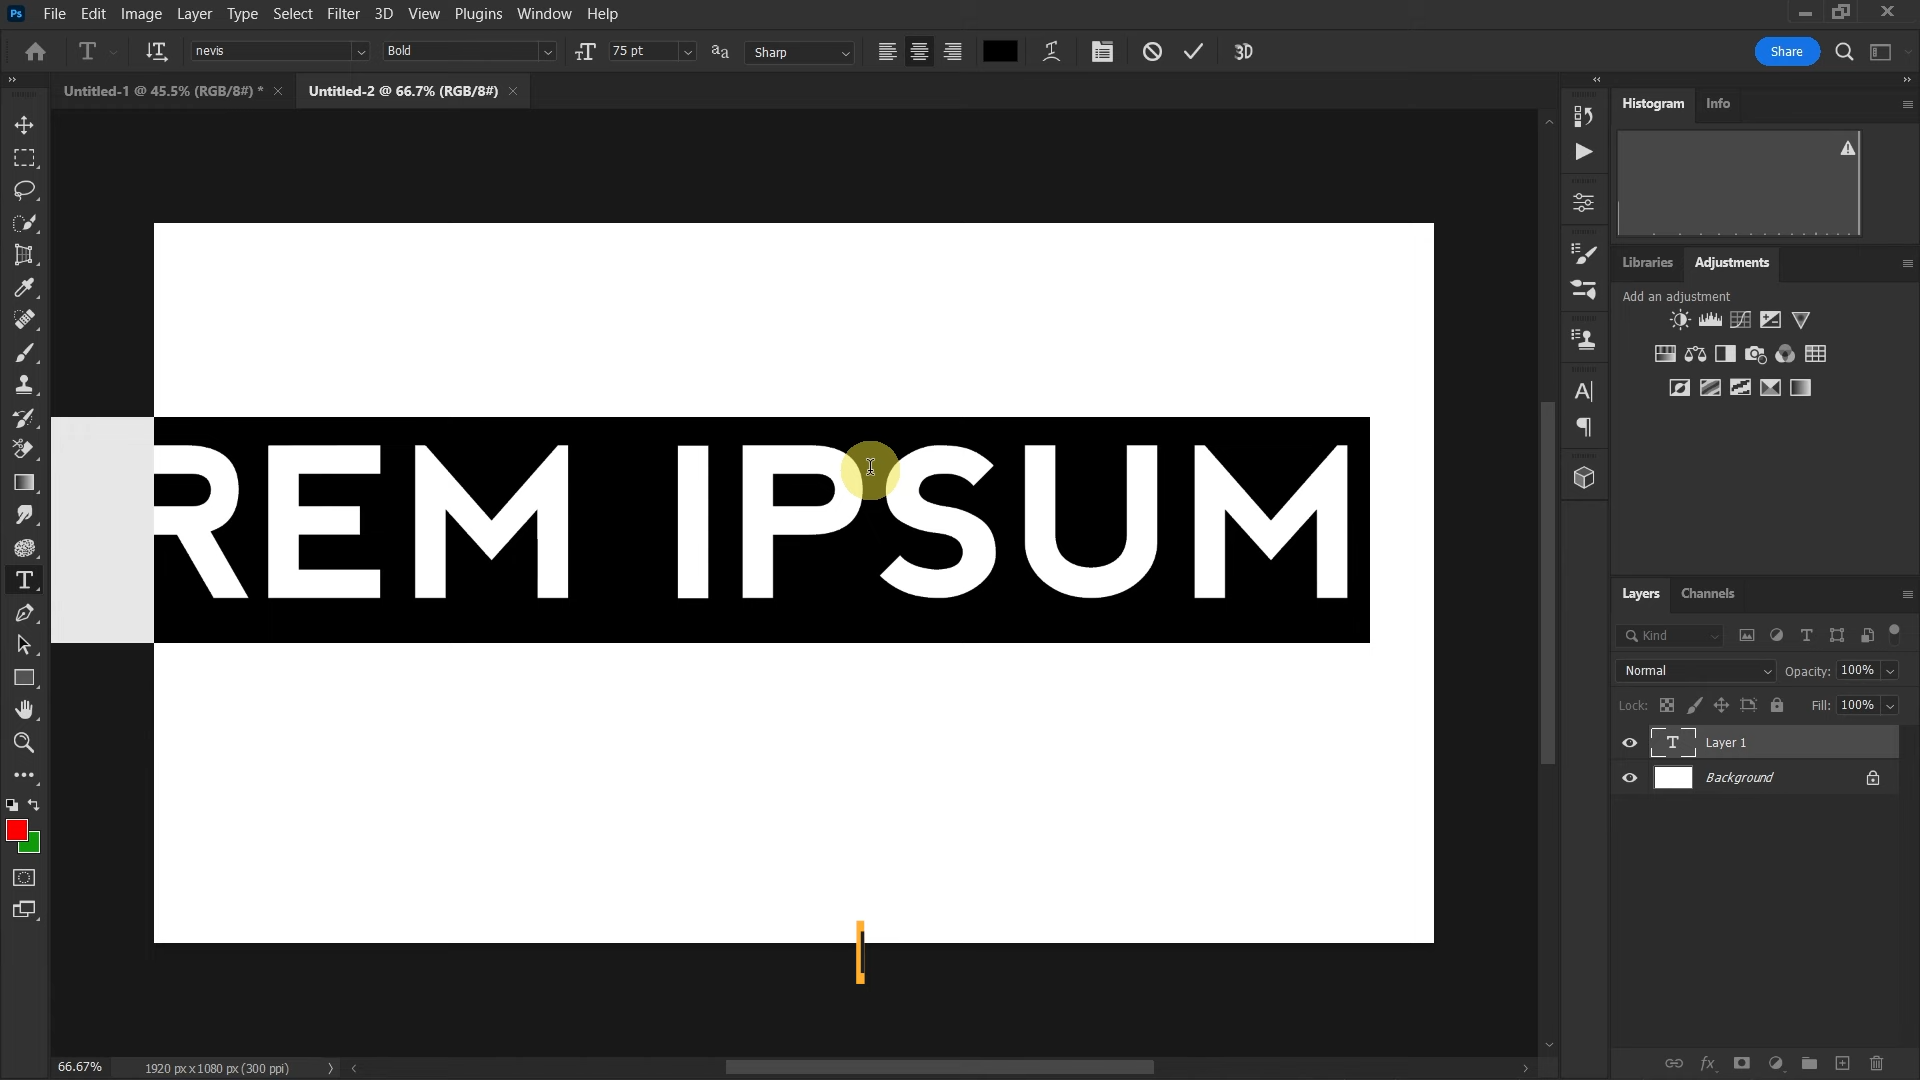 Ps File Edit Image Layer Type Select Filter 3D View Plugins Window Help
nevis Bold 75 pt Sharp 3D Share
Untitled-1 @ 45.5% (RGB/8#) * Untitled-2 @ 66.7% (RGB/8#)
Histogram Info
Libraries Adjustments
Add an adjustment
REM IPSUM
Layers Channels
Kind
Normal Opacity: 100%
Lock: Fill: 100%
Layer 1
Background
66.67% 1920 px x 1080 px (300 ppi)